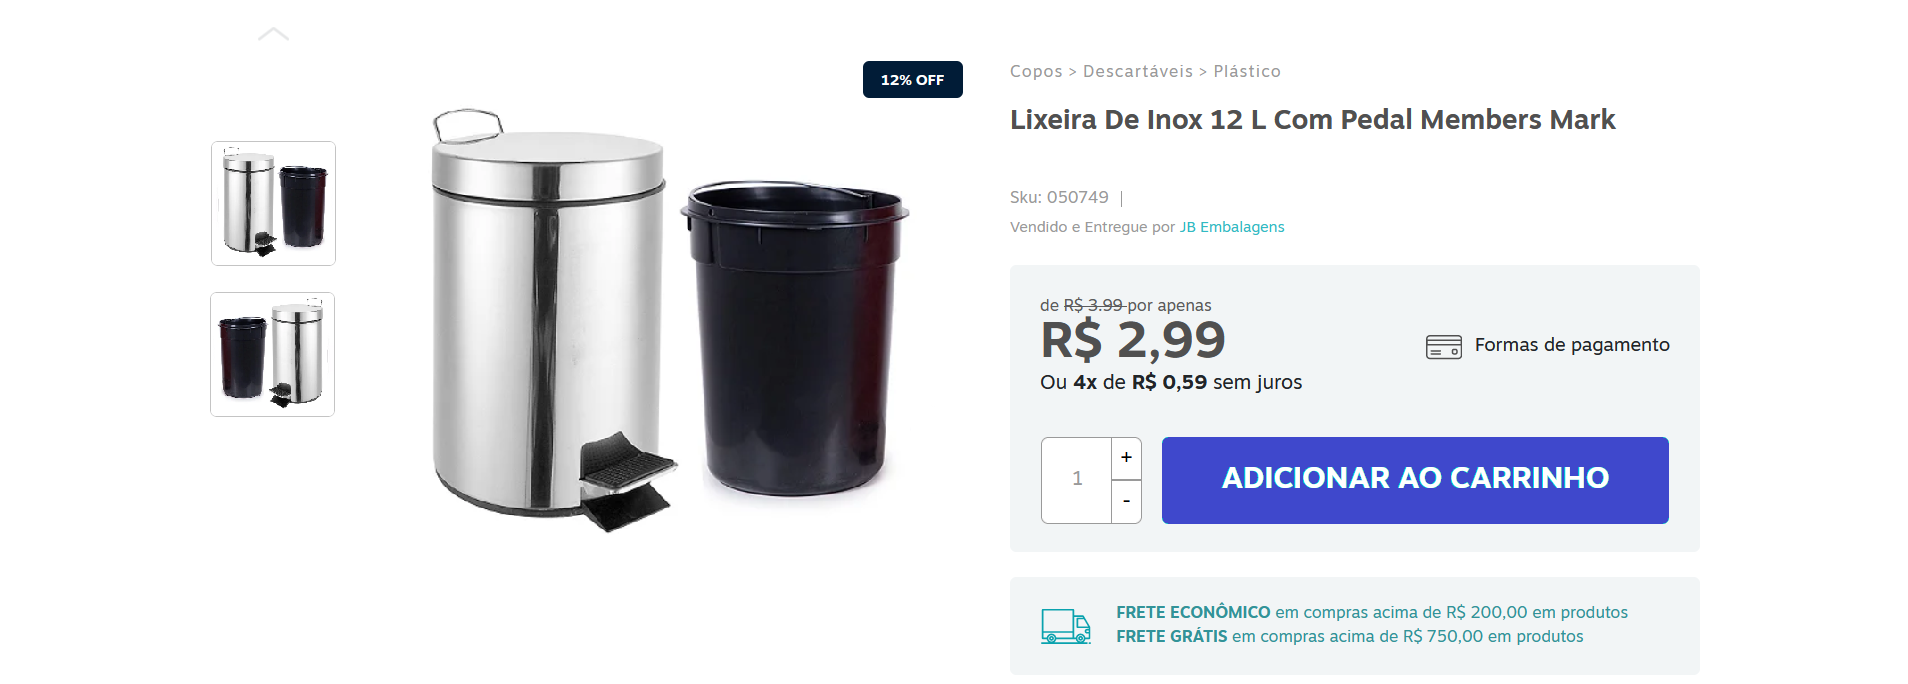 12% OFF
Copos > Descartáveis > Plástico
Lixeira De Inox 12 L Com Pedal Members Mark
Sku: 050749 |
Vendido e Entregue por JB Embalagens
de R$ 3.99 por apenas
R$ 2,99
Ou 4x de R$ 0,59 sem juros
Formas de pagamento
1
+
-
ADICIONAR AO CARRINHO
FRETE ECONÔMICO em compras acima de R$ 200,00 em produtos
FRETE GRÁTIS em compras acima de R$ 750,00 em produtos